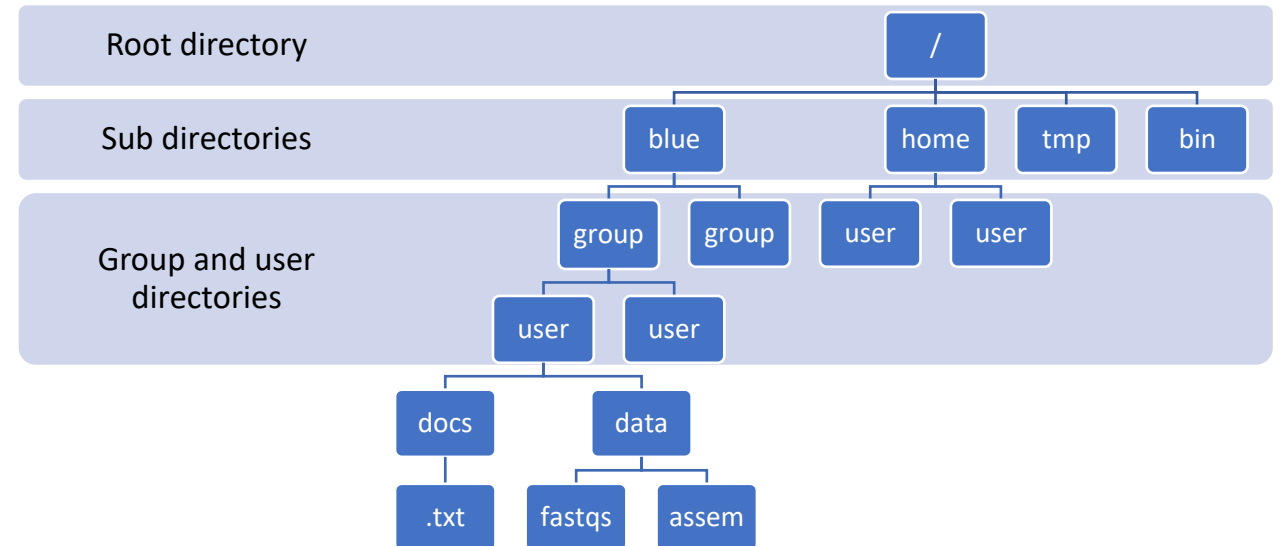 Root directory
/
Sub directories
blue
home
tmp
bin
Group and user
directories
group
group
user
user
user
user
docs
data
.txt
fastqs
assem